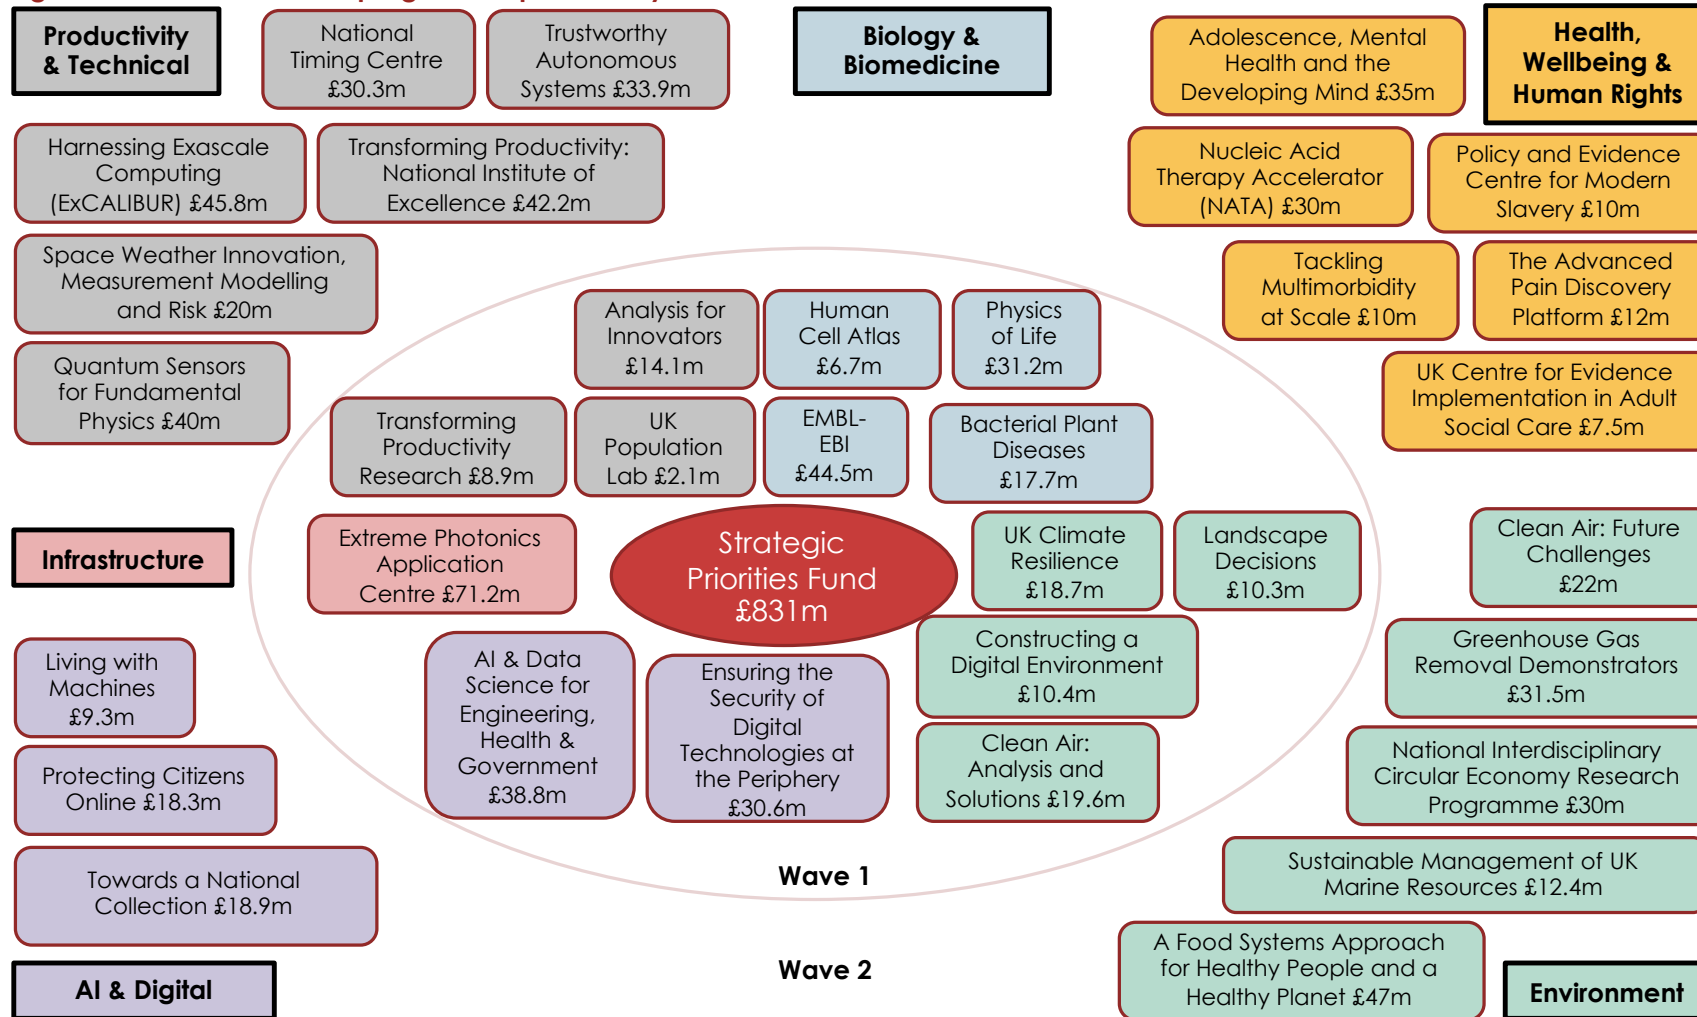 Productivity
& Technical
National
Timing Centre
£30.3m
Trustworthy
Autonomous
Systems £33.9m
Biology &
Biomedicine
Adolescence, Mental
Health and the
Developing Mind £35m
Health,
Wellbeing &
Human Rights
Harnessing Exascale
Computing
(ExCALIBUR) £45.8m
Transforming Productivity:
National Institute of
Excellence £42.2m
Nucleic Acid
Therapy Accelerator
(NATA) £30m
Policy and Evidence
Centre for Modern
Slavery £10m
Space Weather Innovation,
Measurement Modelling
and Risk £20m
Tackling
Multimorbidity
at Scale £10m
The Advanced
Pain Discovery
Platform £12m
Quantum Sensors
for Fundamental
Physics £40m
Analysis for
Innovators
£14.1m
Human
Cell Atlas
£6.7m
Physics
of Life
£31.2m
UK Centre for Evidence
Implementation in Adult
Social Care £7.5m
Transforming
Productivity
Research £8.9m
UK
Population
Lab £2.1m
EMBL-
EBI
£44.5m
Bacterial Plant
Diseases
£17.7m
Infrastructure
Extreme Photonics
Application
Centre £71.2m
Strategic
Priorities Fund
£831m
UK Climate
Resilience
£18.7m
Landscape
Decisions
£10.3m
Clean Air: Future
Challenges
£22m
Living with
Machines
£9.3m
AI & Data
Science for
Engineering,
Health &
Government
£38.8m
Ensuring the
Security of
Digital
Technologies at
the Periphery
£30.6m
Constructing a
Digital Environment
£10.4m
Greenhouse Gas
Removal Demonstrators
£31.5m
Protecting Citizens
Online £18.3m
Clean Air:
Analysis and
Solutions £19.6m
National Interdisciplinary
Circular Economy Research
Programme £30m
Towards a National
Collection £18.9m
Wave 1
Sustainable Management of UK
Marine Resources £12.4m
AI & Digital
Wave 2
A Food Systems Approach
for Healthy People and a
Healthy Planet £47m
Environment